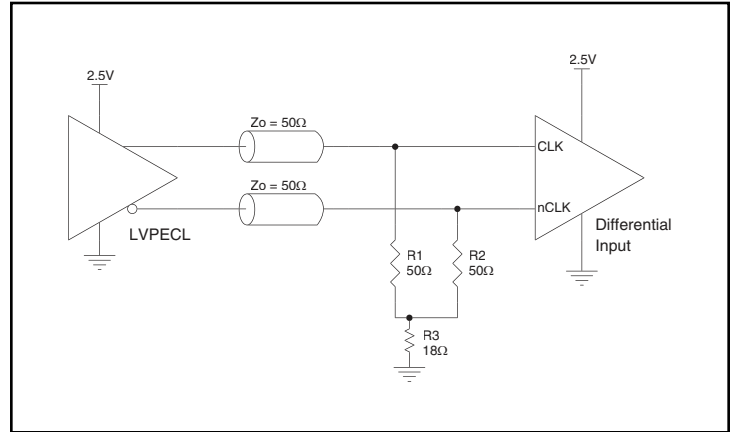 2.5V
2.5V
Zo = 50Ω
CLK
Zo = 50Ω
nCLK
LVPECL
Differential
Input
R1
50Ω
R2
50Ω
R3
18Ω